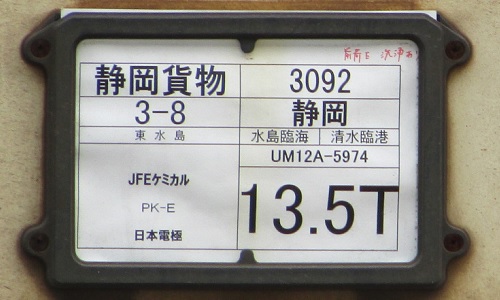 静岡貨物 3092
3-8 静岡
東水島 水島臨海 清水臨港
UM12A-5974
JFEケミカル
PK-E
日本電極
13.5T